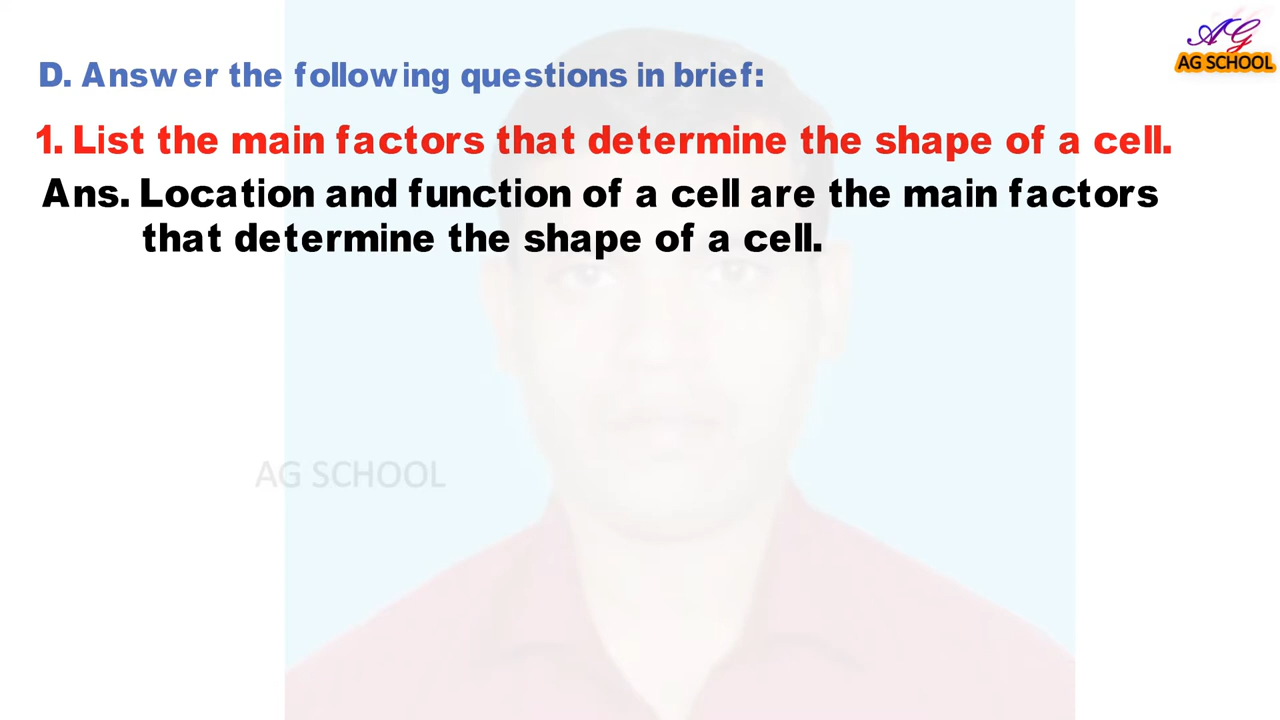 AG
AG SCHOOL
D. Answer the following questions in brief:
1. List the main factors that determine the shape of a cell.
Ans. Location and function of a cell are the main factors
that determine the shape of a cell.
AG SCHOOL